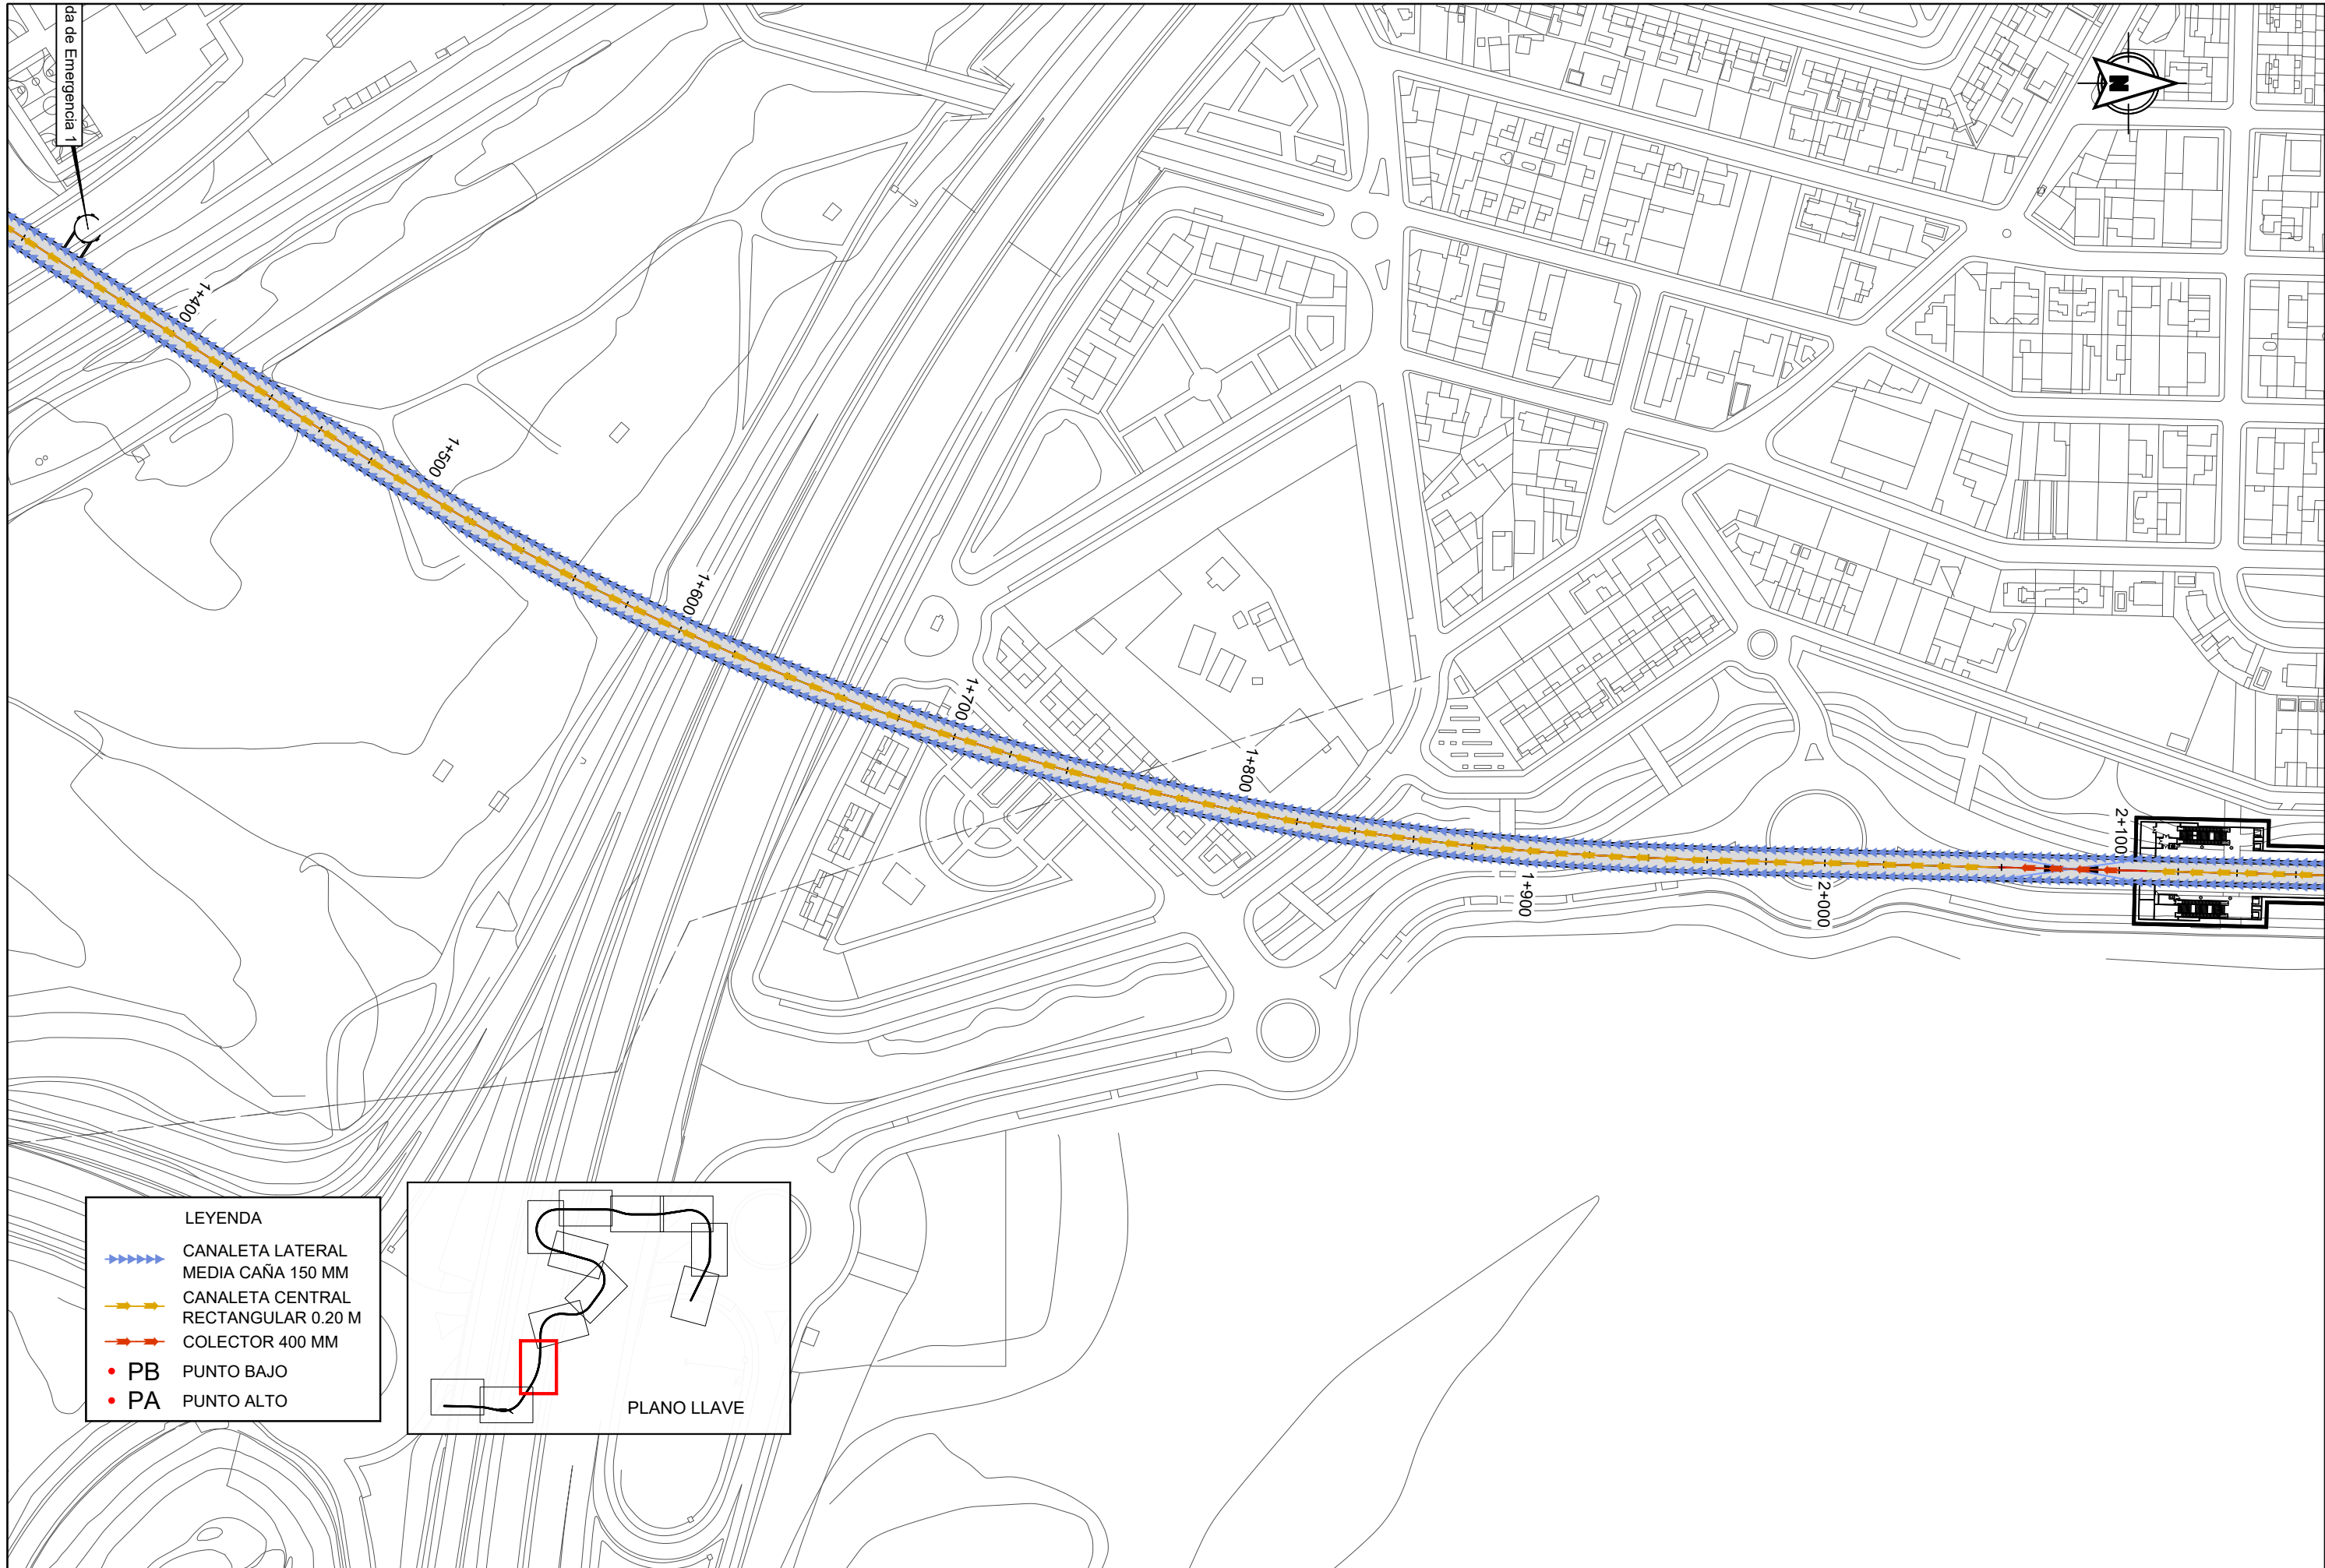 da de Emergencia 1
N
1+400
1+500
1+600
1+700
1+800
1+900
2+000
2+100
LEYENDA
CANALETA LATERAL
MEDIA CAÑA 150 MM
CANALETA CENTRAL
RECTANGULAR 0.20 M
COLECTOR 400 MM
PB PUNTO BAJO
PA PUNTO ALTO
PLANO LLAVE